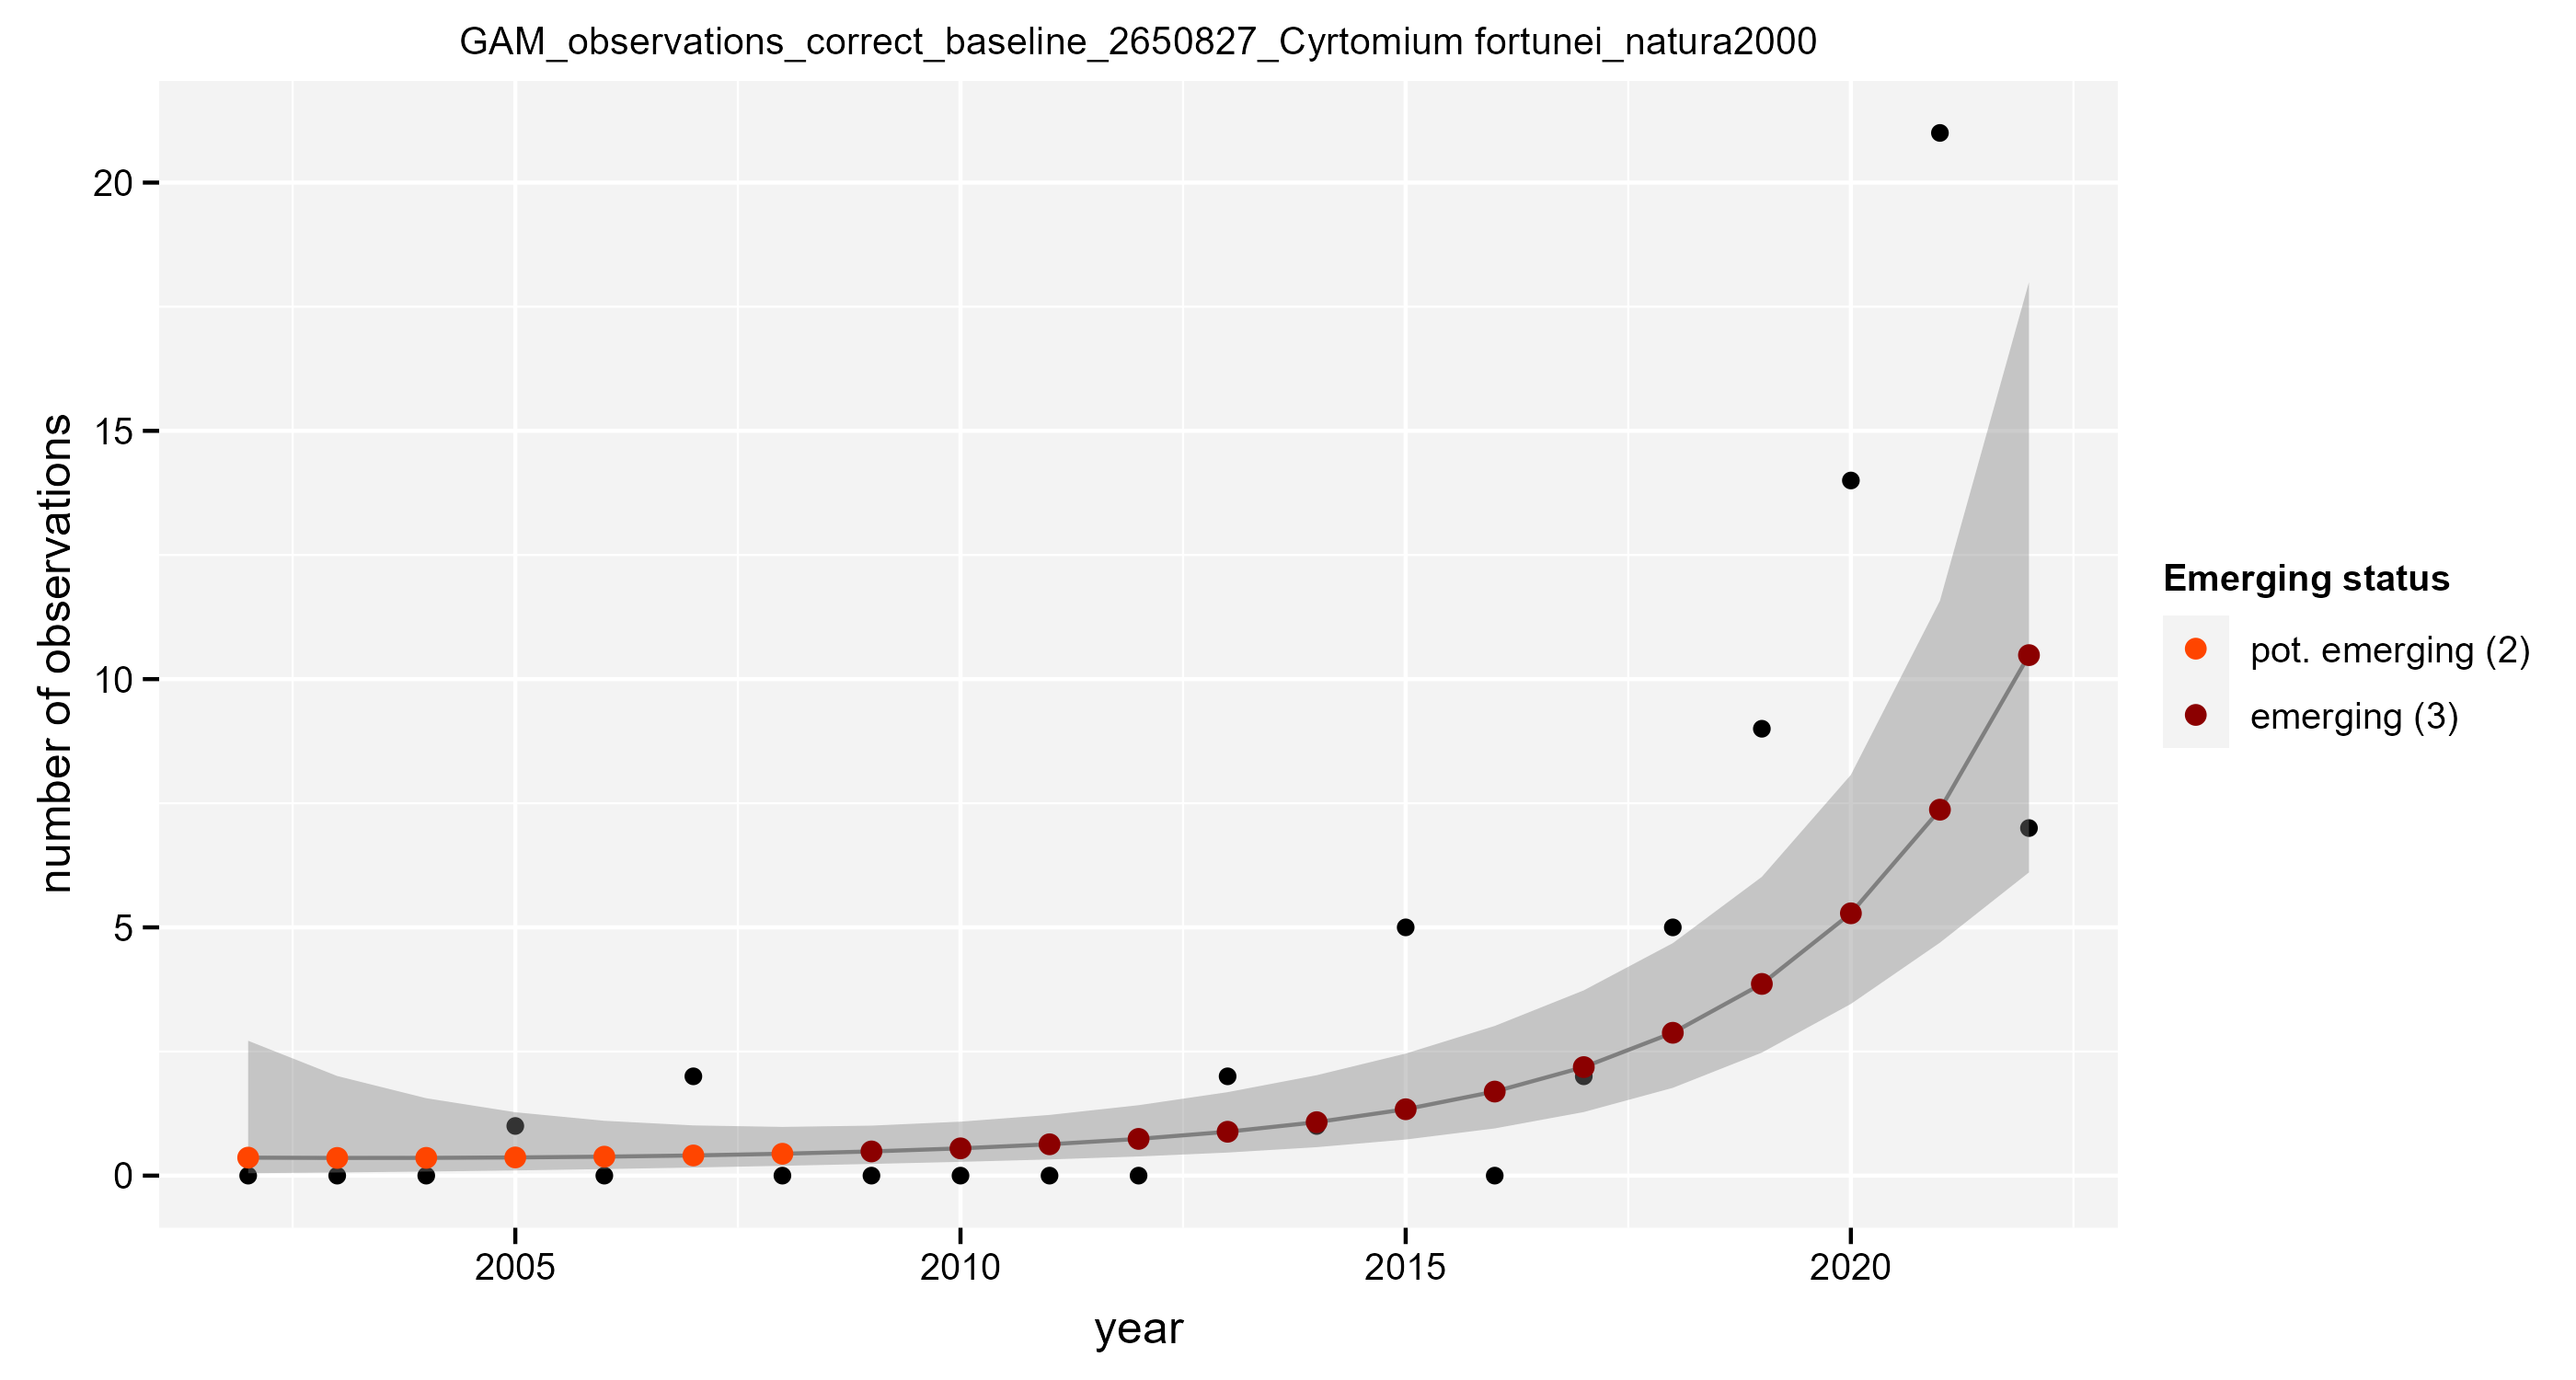 GAM_observations_correct_baseline_2650827_Cyrtomium fortunei_natura2000
number of observations
20
15
10
5
0
2005
2010
2015
2020
year
Emerging status
pot. emerging (2)
emerging (3)